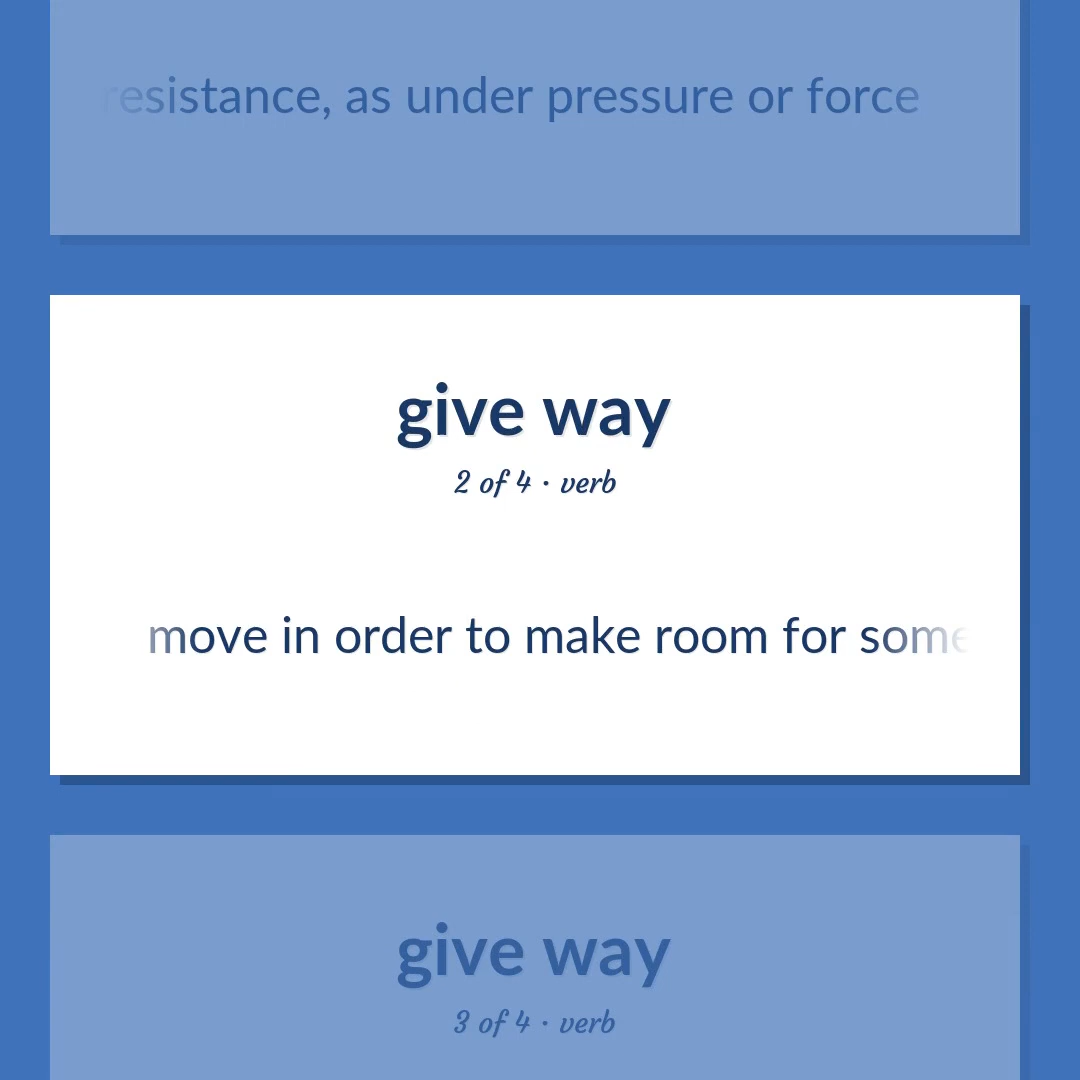 resistance, as under pressure or force
give way
2 of 4 · verb
move in order to make room for some
give way
3 of 4 · verb